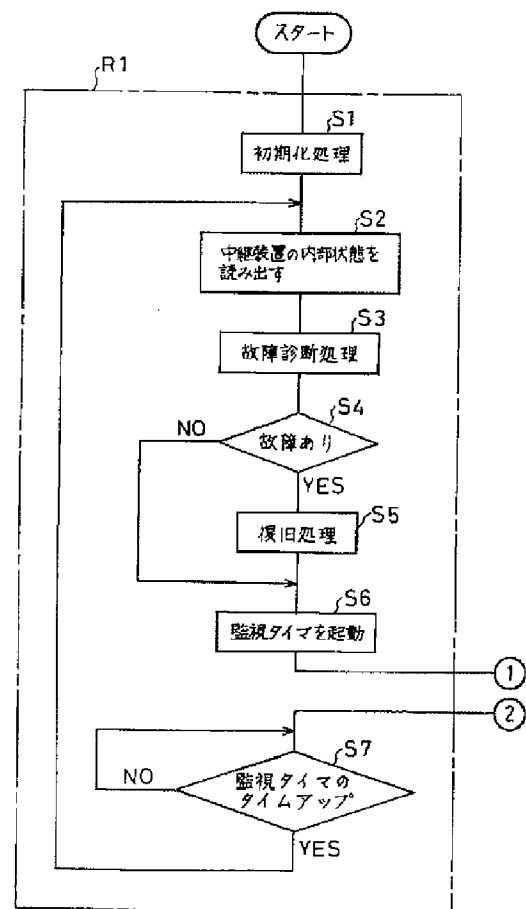 スタート
R1
S1
初期化処理
S2
中継装置の内部状態を
読み出す
S3
故障診断処理
S4
故障あり
NO
YES
S5
復旧処理
S6
監視タイマを起動
1
2
S7
監視タイマの
タイムアップ
NO
YES